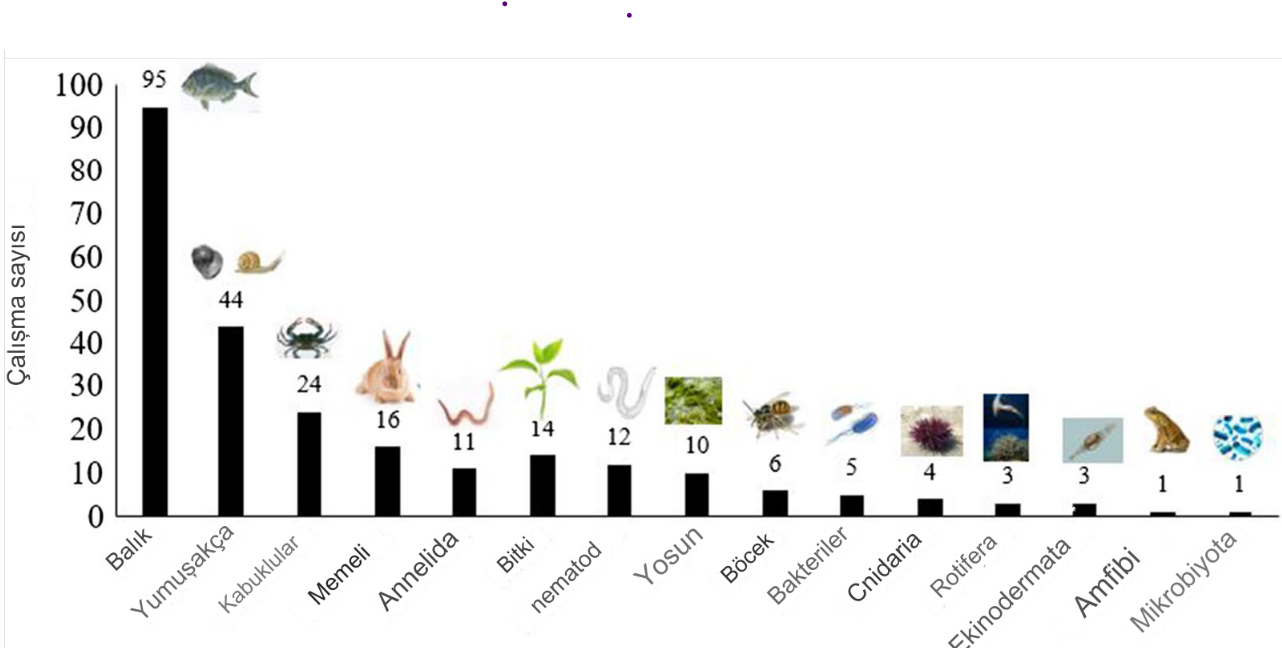 Çalışma sayısı
100
90
80
70
60
50
40
30
20
10
0
95
44
24
16
11
14
12
10
6
5
4
3
3
1
1
Balık
Yumuşakça
Kabuklular
Memeli
Annelida
Bitki
nematod
Yosun
Böcek
Bakteriler
Cnidaria
Rotifera
Ekinodermata
Amfibi
Mikrobiyota